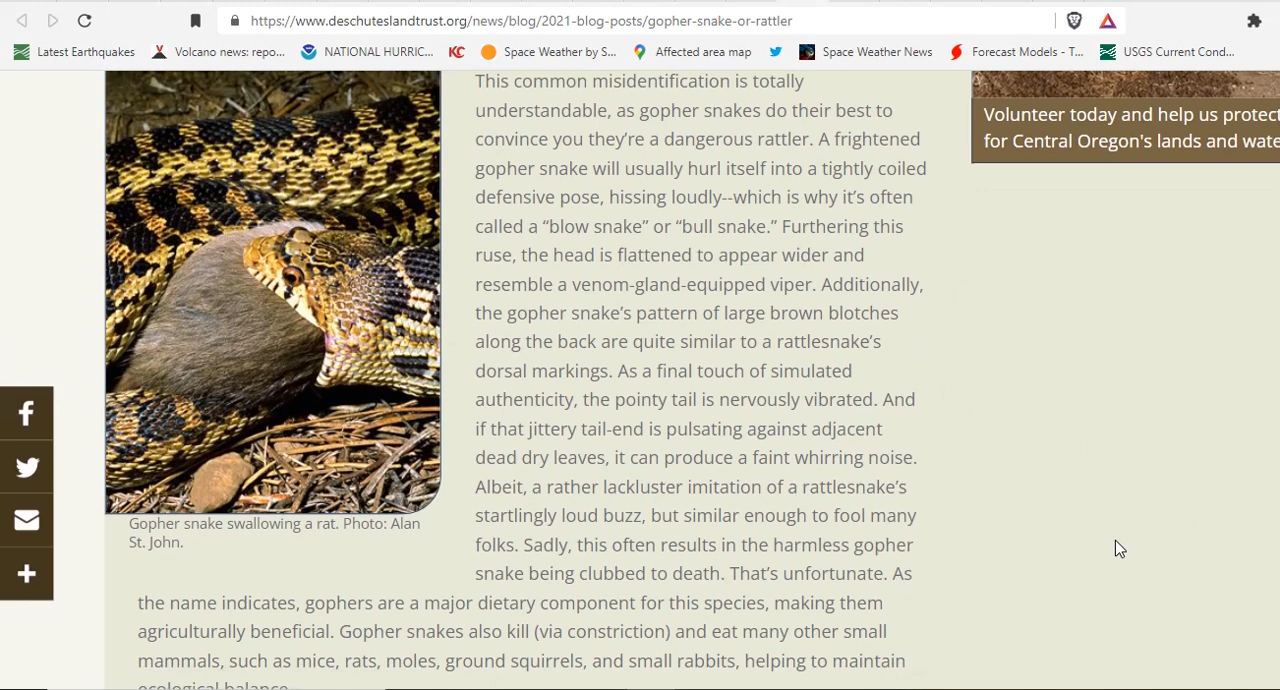 https://www.deschuteslandtrust.org/news/blog/2021-blog-posts/gopher-snake-or-rattler
Latest Earthquakes
Volcano news: repo...
NATIONAL HURRIC...
KC
Space Weather by S...
Affected area map
Space Weather News
Forecast Models - T...
USGS Current Cond...
This common misidentification is totally
understandable, as gopher snakes do their best to
convince you they’re a dangerous rattler. A frightened
gopher snake will usually hurl itself into a tightly coiled
defensive pose, hissing loudly--which is why it’s often
called a “blow snake” or “bull snake.” Furthering this
ruse, the head is flattened to appear wider and
resemble a venom-gland-equipped viper. Additionally,
the gopher snake’s pattern of large brown blotches
along the back are quite similar to a rattlesnake’s
dorsal markings. As a final touch of simulated
authenticity, the pointy tail is nervously vibrated. And
if that jittery tail-end is pulsating against adjacent
dead dry leaves, it can produce a faint whirring noise.
Albeit, a rather lackluster imitation of a rattlesnake’s
startlingly loud buzz, but similar enough to fool many
folks. Sadly, this often results in the harmless gopher
snake being clubbed to death. That’s unfortunate. As
the name indicates, gophers are a major dietary component for this species, making them
agriculturally beneficial. Gopher snakes also kill (via constriction) and eat many other small
mammals, such as mice, rats, moles, ground squirrels, and small rabbits, helping to maintain
ecological balance.
Gopher snake swallowing a rat. Photo: Alan
St. John.
Volunteer today and help us protect
for Central Oregon's lands and wate